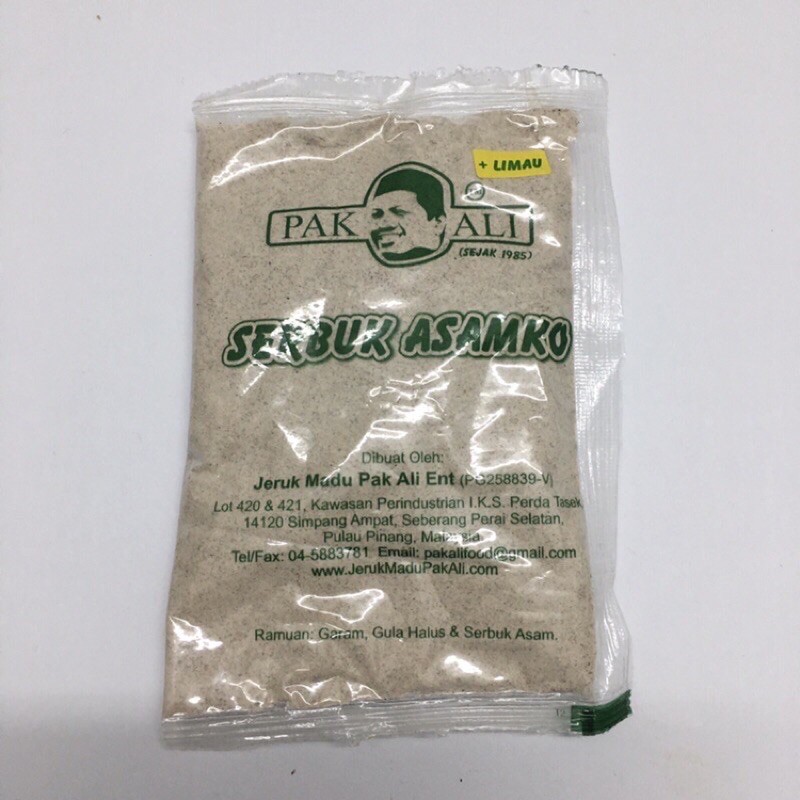 + LIMAU
PAK ALI
(SEJAK 1985)
SERBUK ASAMKO
Dibuat Oleh:
Jeruk Madu Pak Ali Ent (PG258839-V)
Lot 420 & 421, Kawasan Perindustrian I.K.S. Perda Tasek,
14120 Simpang Ampat, Seberang Perai Selatan,
Pulau Pinang, Malaysia.
Tel/Fax: 04-5883781 Email: pakalifood@gmail.com
www.JerukMaduPakAli.com
Ramuan: Garam, Gula Halus & Serbuk Asam.